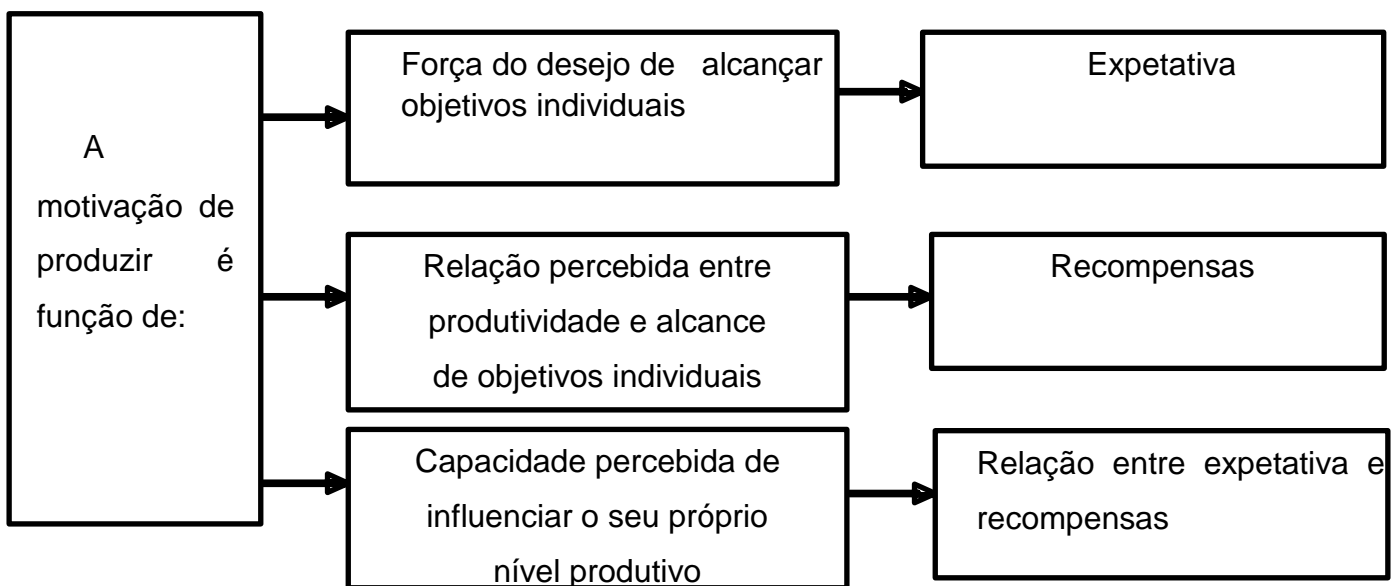 A
motivação de
produzir é
função de:
Força do desejo de alcançar
objetivos individuais
Expetativa
Relação percebida entre
produtividade e alcance
de objetivos individuais
Recompensas
Capacidade percebida de
influenciar o seu próprio
nível produtivo
Relação entre expetativa e
recompensas